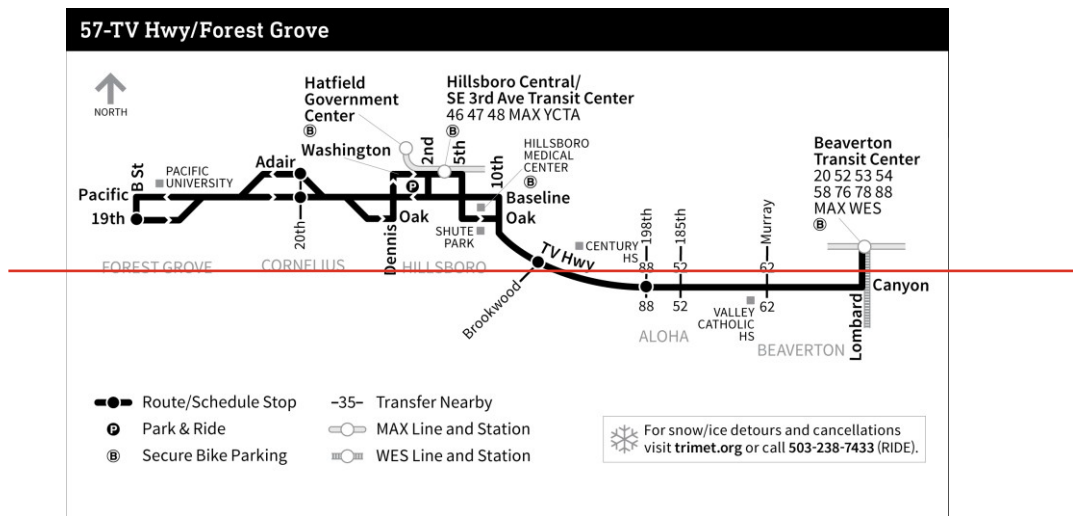 57-TV Hwy/Forest Grove
NORTH
Hatfield
Government
Center
B
Washington
Hillsboro Central/
SE 3rd Ave Transit Center
46 47 48 MAX YCTA
B
2nd
5th
HILLSBORO
MEDICAL
CENTER
B
10th
Beaverton
Transit Center
20 52 53 54
58 76 78 88
MAX WES
B
B St
PACIFIC
UNIVERSITY
Adair
P
Pacific
Baseline
19th
20th
Dennis
Oak
Oak
SHUTE
PARK
TV Hwy
CENTURY
HS
198th
185th
Murray
FOREST GROVE
CORNELIUS
HILLSBORO
88
52
62
Brookwood
Canyon
88
52
62
VALLEY
CATHOLIC
HS
Lombard
ALOHA
BEAVERTON
Route/Schedule Stop
–35– Transfer Nearby
P Park & Ride
MAX Line and Station
B Secure Bike Parking
WES Line and Station
For snow/ice detours and cancellations
visit trimet.org or call 503-238-7433 (RIDE).